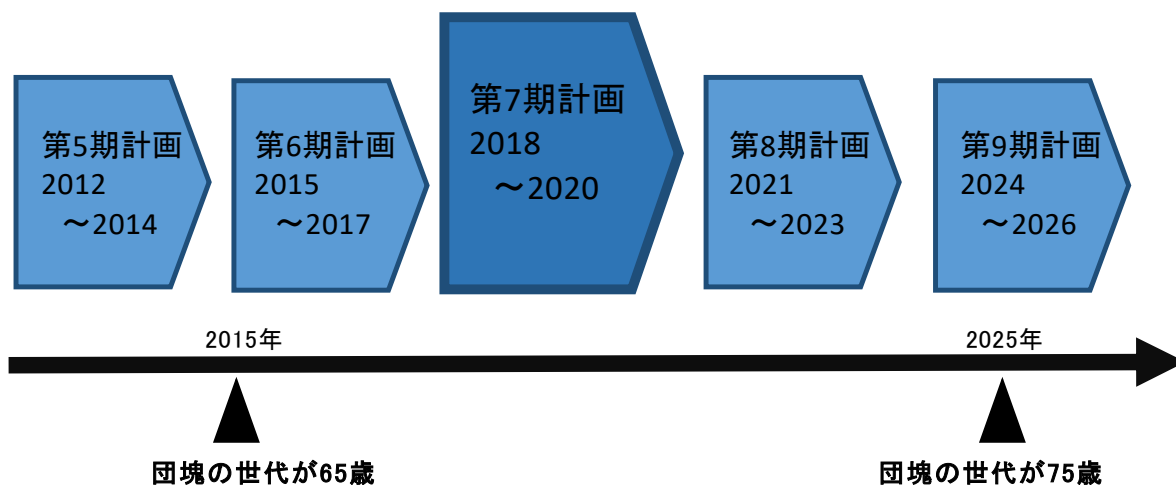 第5期計画
2012
～2014
第6期計画
2015
～2017
第7期計画
2018
～2020
第8期計画
2021
～2023
第9期計画
2024
～2026
2015年
2025年
団塊の世代が65歳
団塊の世代が75歳